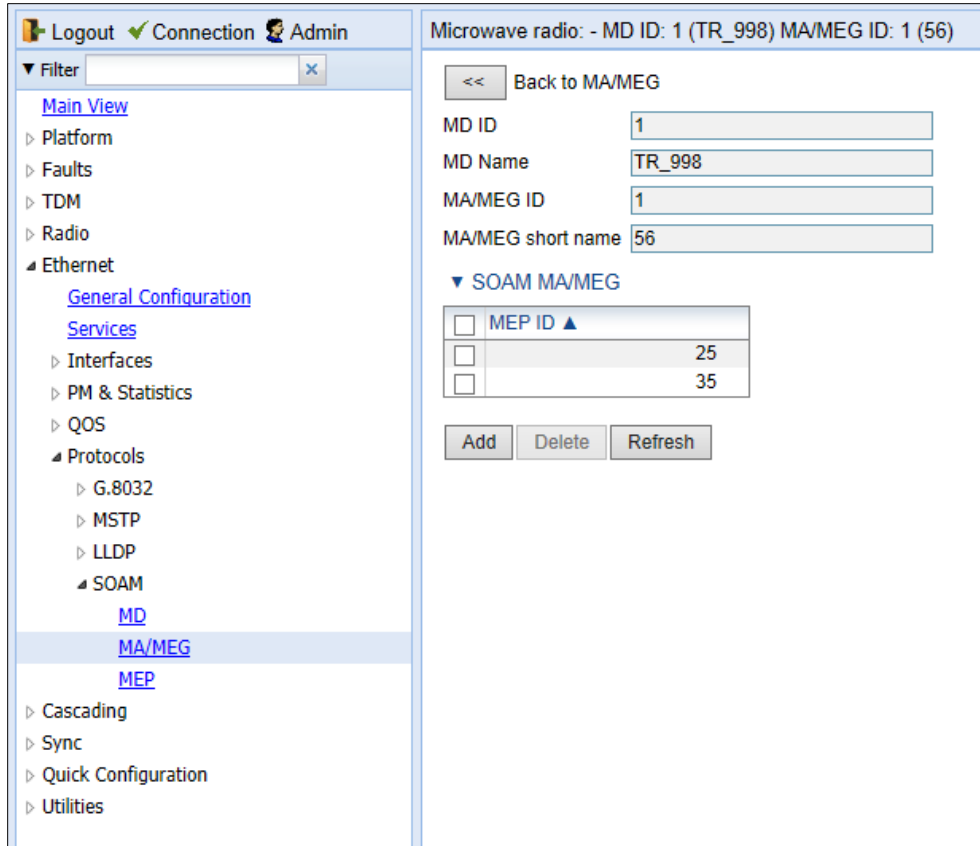 Logout Connection Admin
Filter
Main View
Platform
Faults
TDM
Radio
Ethernet
General Configuration
Services
Interfaces
PM & Statistics
QOS
Protocols
G.8032
MSTP
LLDP
SOAM
MD
MA/MEG
MEP
Cascading
Sync
Quick Configuration
Utilities
Microwave radio: - MD ID: 1 (TR_998) MA/MEG ID: 1 (56)
<< Back to MA/MEG
MD ID 1
MD Name TR_998
MA/MEG ID 1
MA/MEG short name 56
▼ SOAM MA/MEG
MEP ID ▲
25
35
Add Delete Refresh